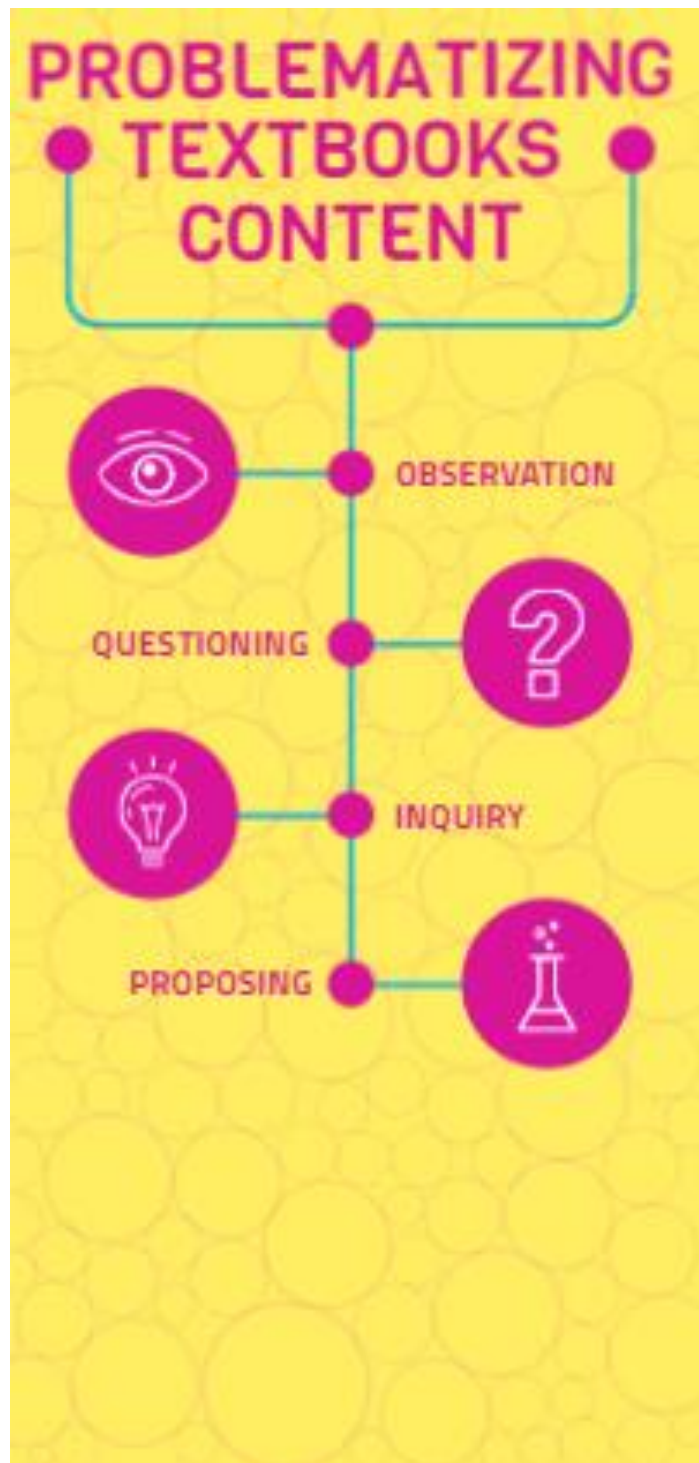 PROBLEMATIZING
TEXTBOOKS
CONTENT
OBSERVATION
QUESTIONING
INQUIRY
PROPOSING